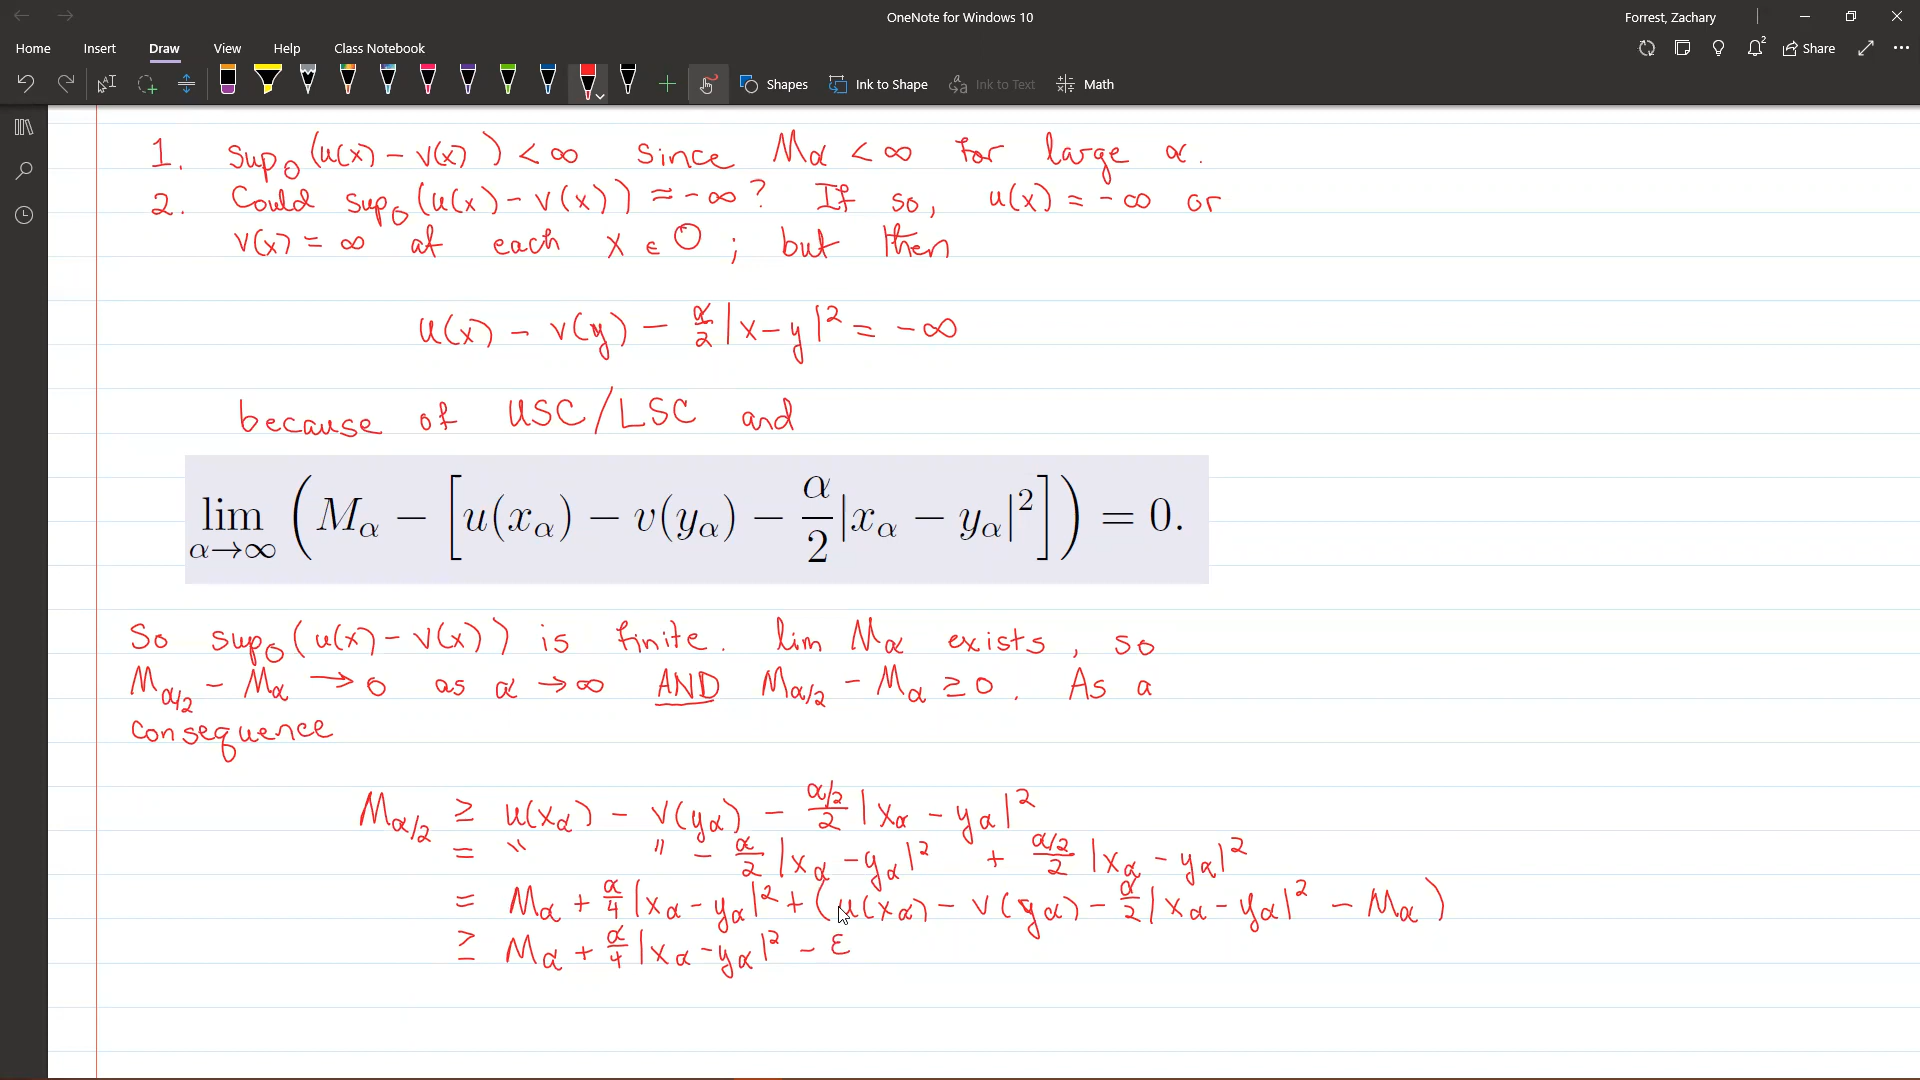 OneNote for Windows 10
Forrest, Zachary
Home Insert Draw View Help Class Notebook
2 Share
Shapes Ink to Shape Ink to Text Math
1. sup_O (u(x) - v(x)) < ∞ since M_α < ∞ for large α.
2. Could sup_O (u(x) - v(x)) = -∞? If so, u(x) = -∞ or
v(x) = ∞ at each x ∈ O; but then
u(x) - v(y) - α/2 |x-y|² = -∞
because of USC/LSC and
lim_{α→∞} ( M_α - [ u(x_α) - v(y_α) - α/2 |x_α - y_α|² ] ) = 0.
So sup_O (u(x) - v(x)) is finite. lim M_α exists, so
M_{α/2} - M_α → 0 as α → ∞ AND M_{α/2} - M_α ≥ 0. As a
consequence
M_{α/2} ≥ u(x_α) - v(y_α) - (α/2)/2 |x_α - y_α|²
= " " - α/2 |x_α - y_α|² + (α/2)/2 |x_α - y_α|²
= M_α + α/4 |x_α - y_α|² + (u(x_α) - v(y_α) - α/2 |x_α - y_α|² - M_α)
≥ M_α + α/4 |x_α - y_α|² - ε